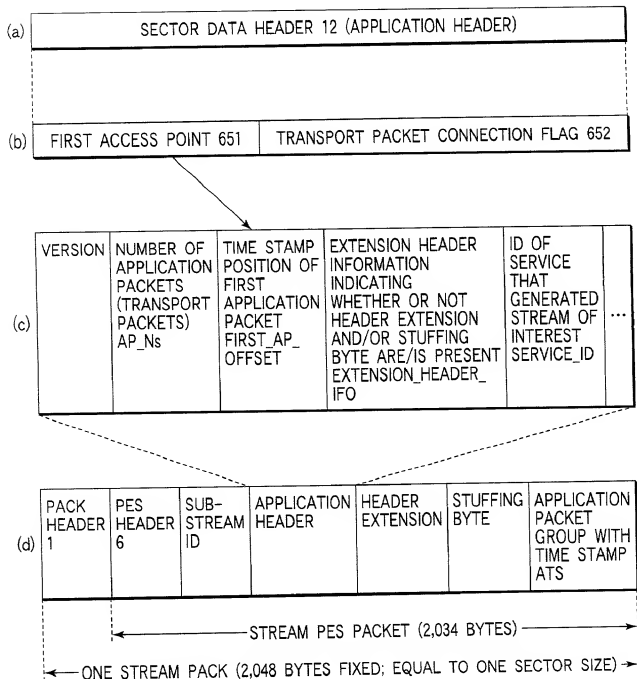 (a)
SECTOR DATA HEADER 12 (APPLICATION HEADER)
(b)
FIRST ACCESS POINT 651
TRANSPORT PACKET CONNECTION FLAG 652
(c)
VERSION
NUMBER OF
APPLICATION
PACKETS
(TRANSPORT
PACKETS)
AP_Ns
TIME STAMP
POSITION OF
FIRST
APPLICATION
PACKET
FIRST_AP_
OFFSET
EXTENSION HEADER
INFORMATION
INDICATING
WHETHER OR NOT
HEADER EXTENSION
AND/OR STUFFING
BYTE ARE/IS PRESENT
EXTENSION_HEADER_
IFO
ID OF
SERVICE
THAT
GENERATED
STREAM OF
INTEREST
SERVICE_ID
...
(d)
PACK
HEADER
1
PES
HEADER
6
SUB-
STREAM
ID
APPLICATION
HEADER
HEADER
EXTENSION
STUFFING
BYTE
APPLICATION
PACKET
GROUP WITH
TIME STAMP
ATS
STREAM PES PACKET (2,034 BYTES)
ONE STREAM PACK (2,048 BYTES FIXED; EQUAL TO ONE SECTOR SIZE)